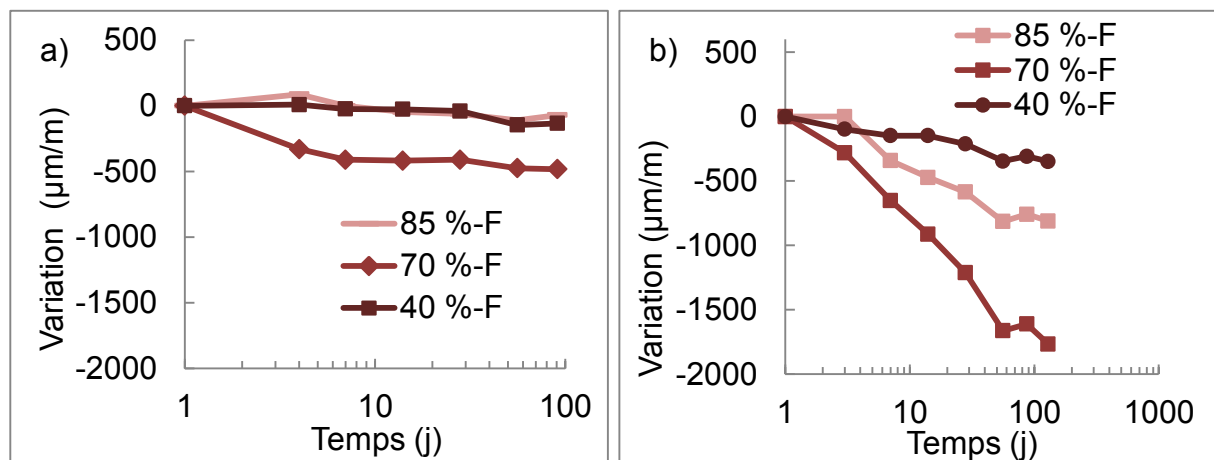 a)
500
0
-500
-1000
-1500
-2000
Variation (µm/m)
85 %-F
70 %-F
40 %-F
1
10
100
Temps (j)
b)
500
0
-500
-1000
-1500
-2000
Variation (µm/m)
85 %-F
70 %-F
40 %-F
1
10
100
1000
Temps (j)